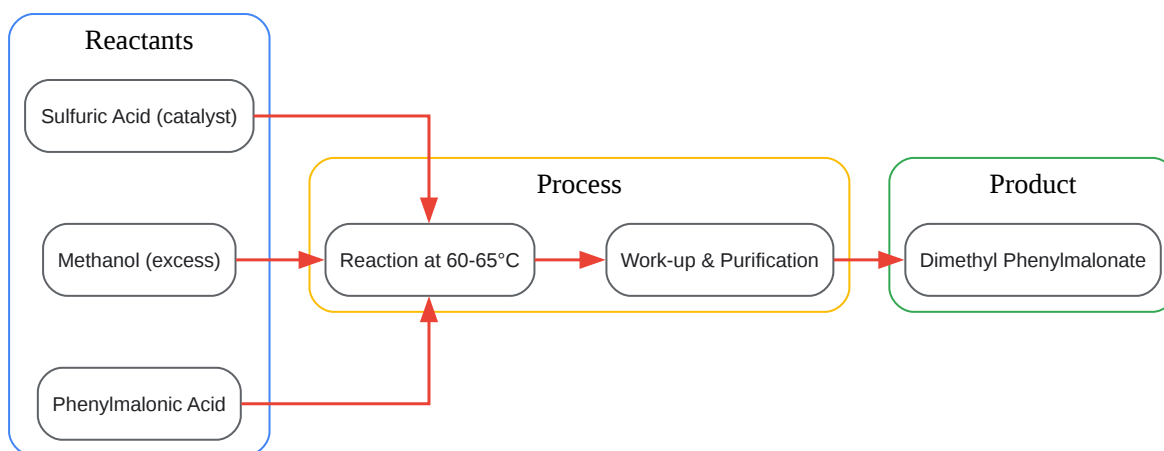 Reactants
Sulfuric Acid (catalyst)
Process
Product
Methanol (excess)
Reaction at 60-65°C
Work-up & Purification
Dimethyl Phenylmalonate
Phenylmalonic Acid